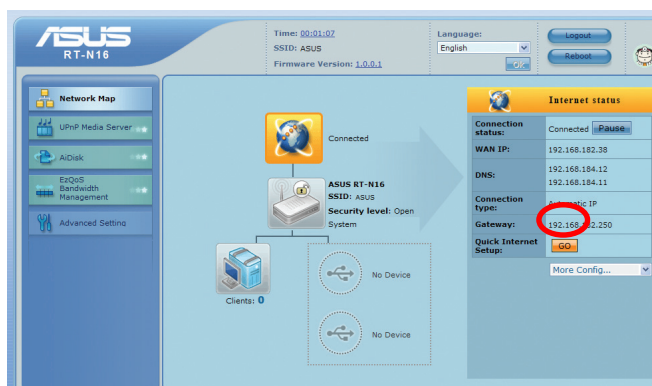 ASUS
RT-N16
Time: 00:01:07
SSID: ASUS
Firmware Version: 1.0.0.1
Language:
English
OK
Logout
Reboot
Network Map
UPnP Media Server
AiDisk
EzQoS
Bandwidth
Management
Advanced Setting
Connected
ASUS RT-N16
SSID: ASUS
Security level: Open
System
Clients: 0
No Device
No Device
Internet status
Connection
status:
Connected Pause
WAN IP:
192.168.182.38
DNS:
192.168.184.12
192.168.184.11
Connection
type:
Automatic IP
Gateway:
Quick Internet
Setup:
GO
More Config...